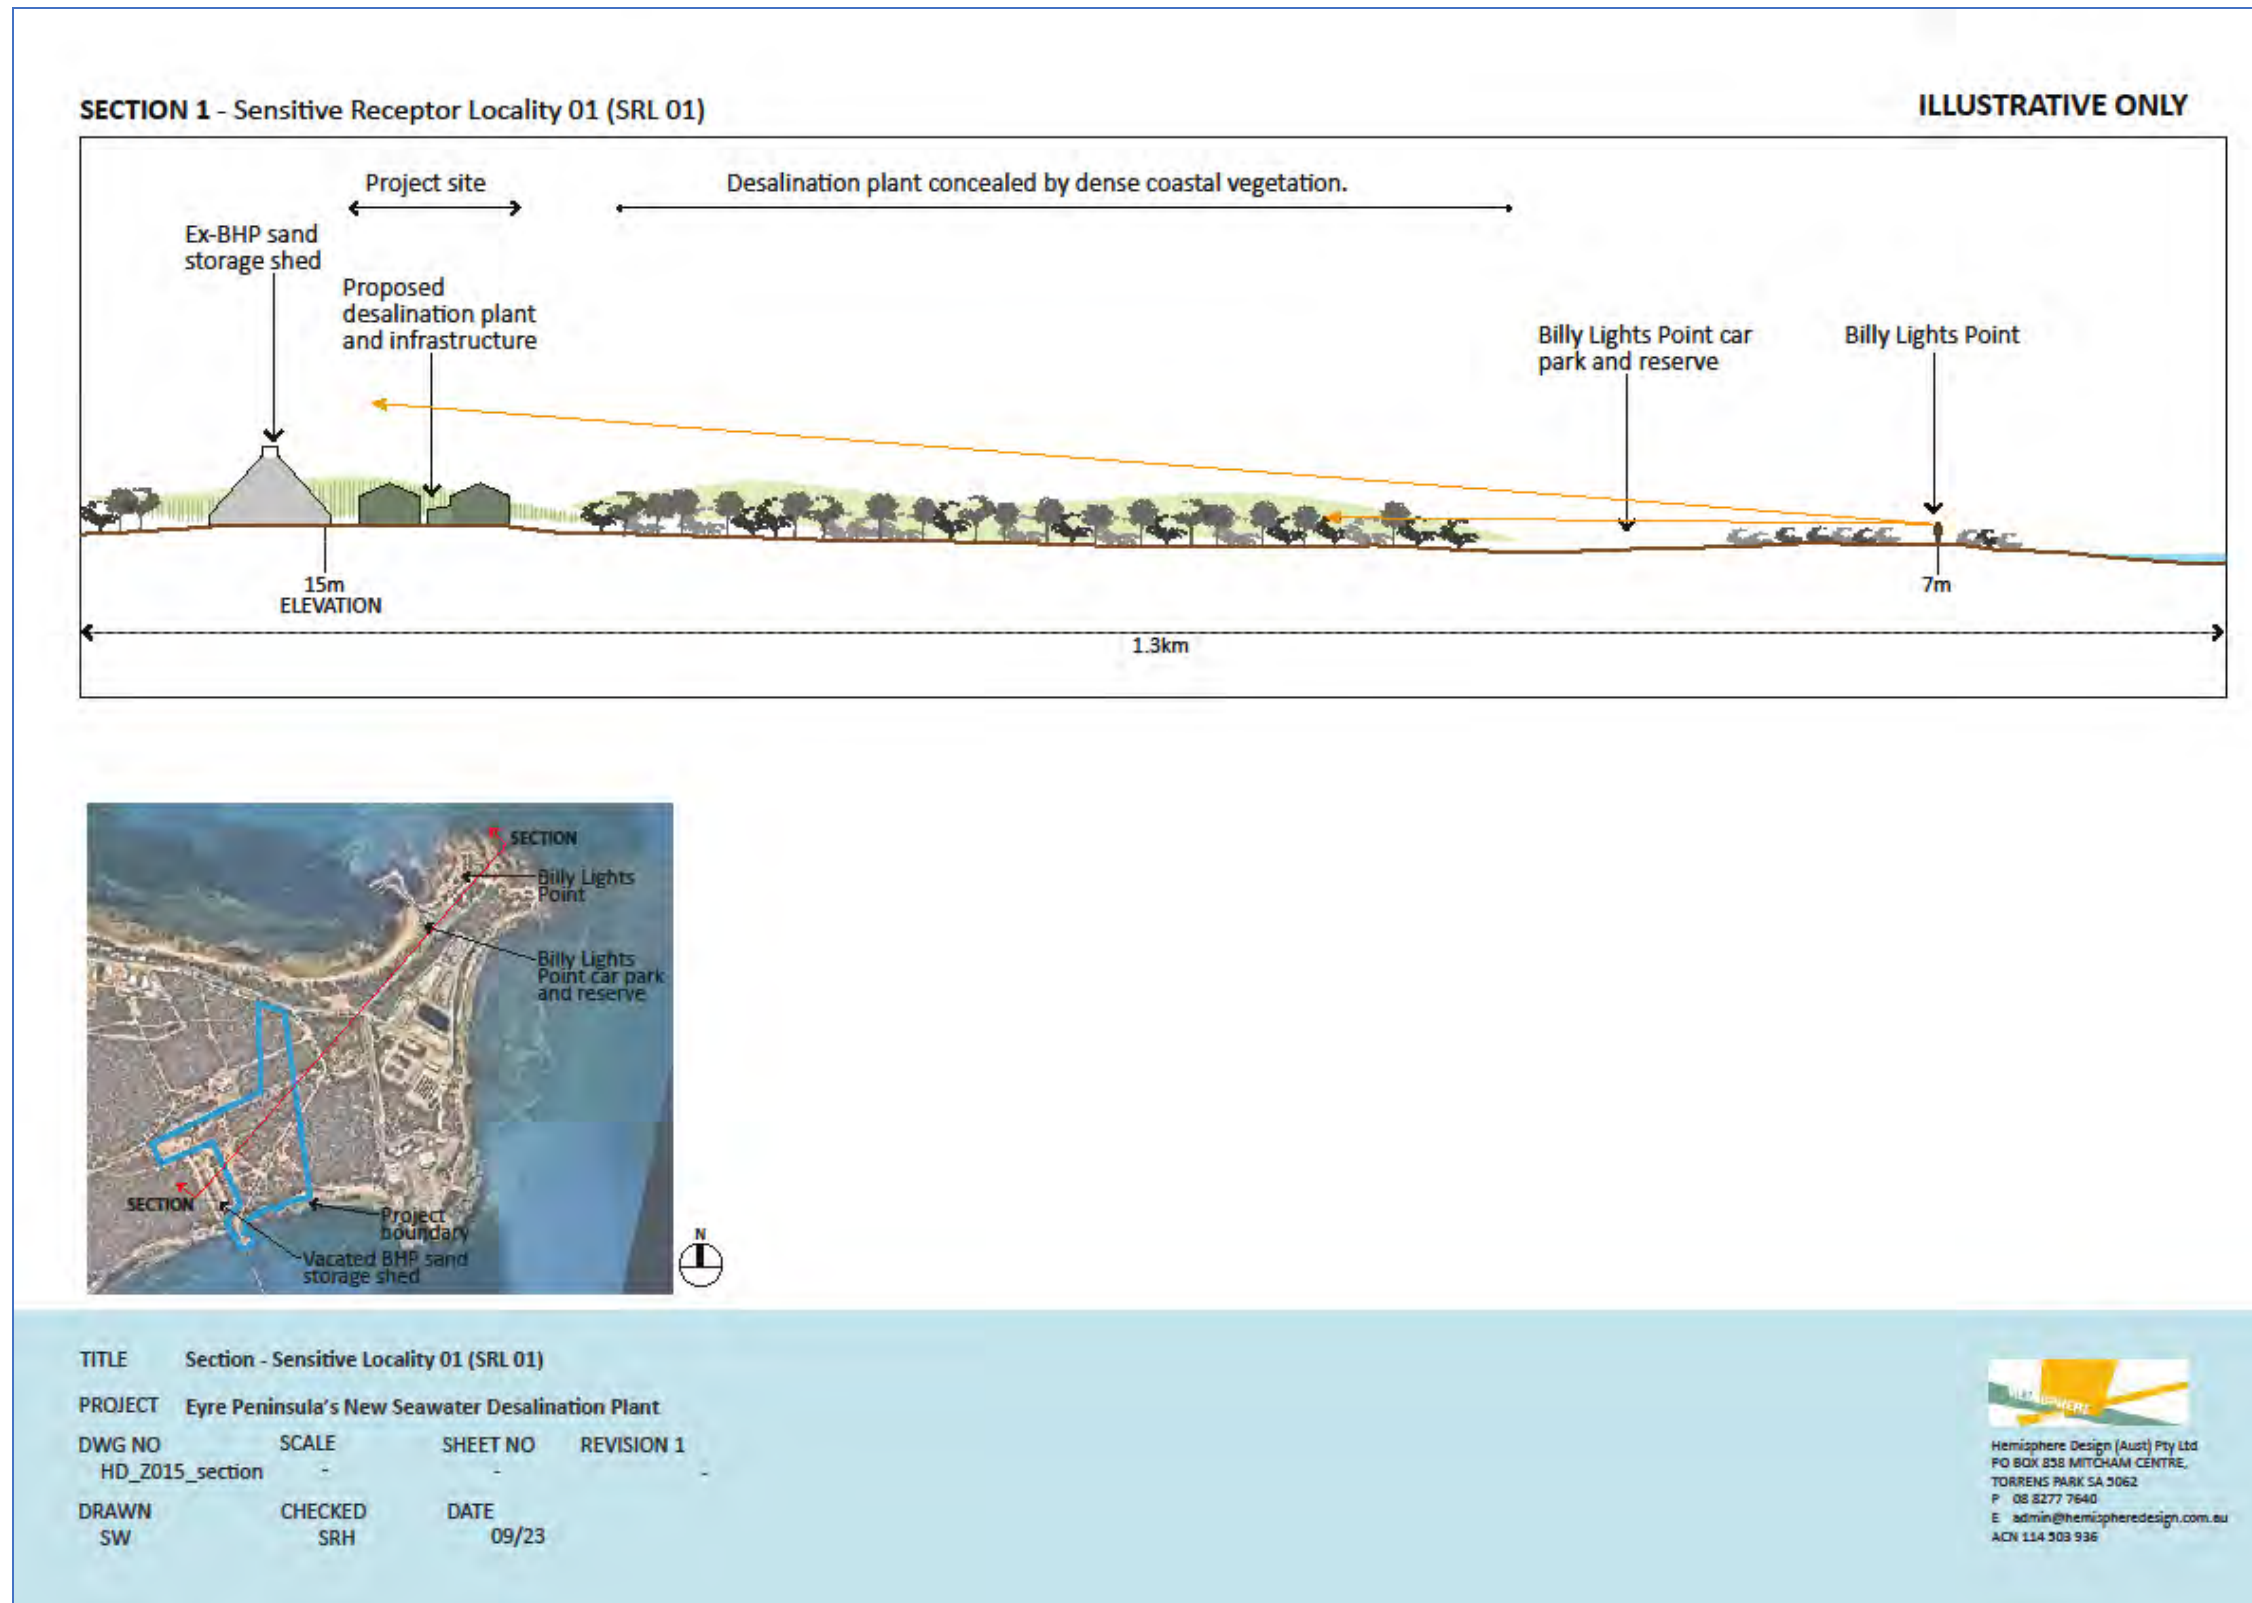 SECTION 1 - Sensitive Receptor Locality 01 (SRL 01)
ILLUSTRATIVE ONLY
Project site
Desalination plant concealed by dense coastal vegetation.
Ex-BHP sand
storage shed
Proposed
desalination plant
and infrastructure
Billy Lights Point car
park and reserve
Billy Lights Point
15m
ELEVATION
7m
1.3km
SECTION
Billy Lights
Point
Billy Lights
Point car park
and reserve
SECTION
Project
boundary
Vacated BHP sand
storage shed
N
TITLE Section - Sensitive Locality 01 (SRL 01)
PROJECT Eyre Peninsula's New Seawater Desalination Plant
DWG NO SCALE SHEET NO REVISION 1
HD_Z015_section - - -
DRAWN CHECKED DATE
SW SRH 09/23
HEMISPHERE
Hemisphere Design (Aust) Pty Ltd
PO BOX 858 MITCHAM CENTRE,
TORRENS PARK SA 5062
P 08 8277 7640
E admin@hemispheredesign.com.au
ACN 114 503 936